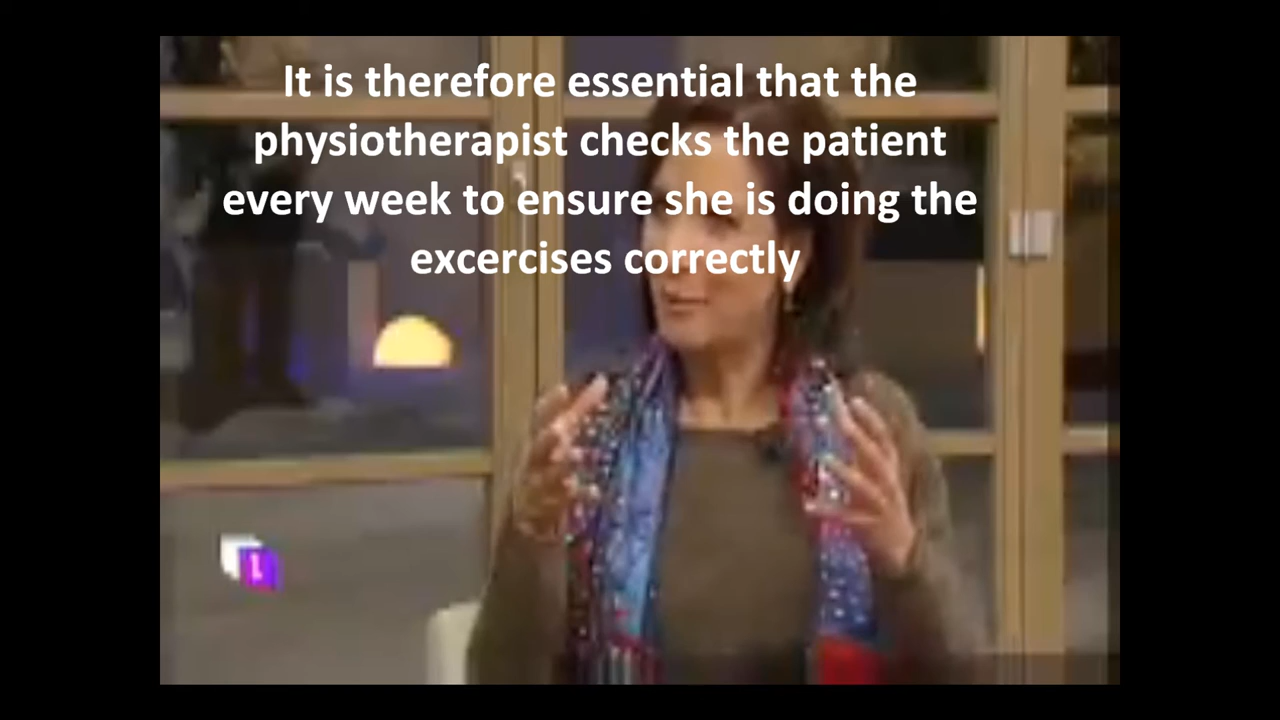 It is therefore essential that the
physiotherapist checks the patient
every week to ensure she is doing the
excercises correctly
1